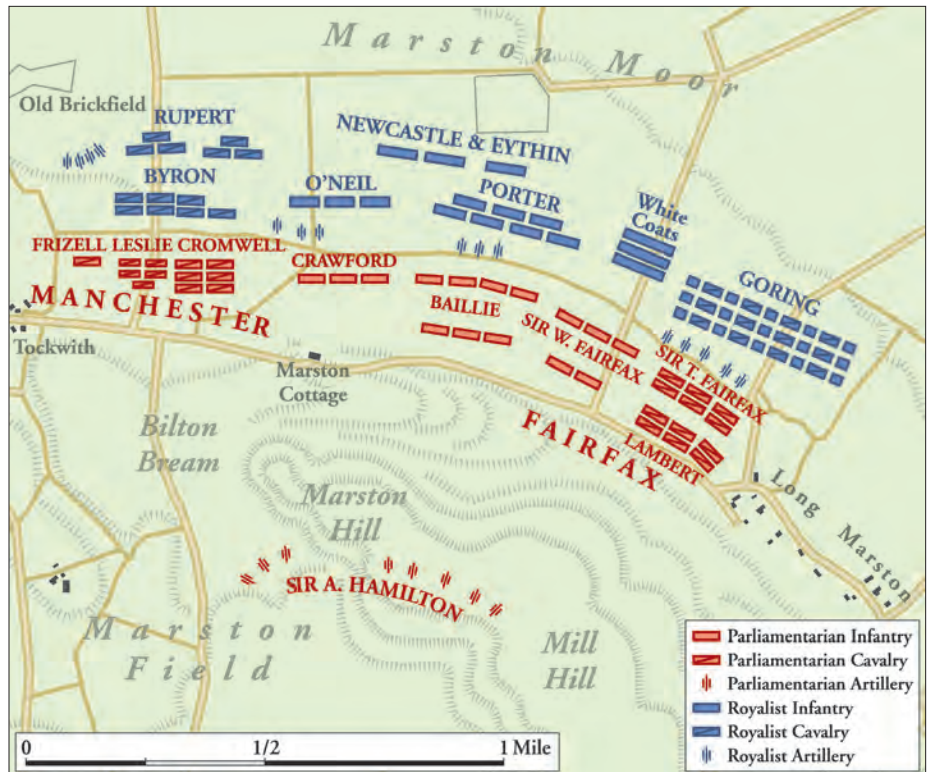 Marston Moor
Old Brickfield
RUPERT
NEWCASTLE & EYTHIN
BYRON
O'NEIL
PORTER
White
Coats
FRIZELL LESLIE CROMWELL
CRAWFORD
GORING
MANCHESTER
BAILLIE
SIR W. FAIRFAX
SIR T. FAIRFAX
Tockwith
Marston
Cottage
FAIRFAX
LAMBERT
Bilton
Bream
Long Marston
Marston
Hill
SIR A. HAMILTON
Marston
Field
Mill
Hill
Parliamentarian Infantry
Parliamentarian Cavalry
Parliamentarian Artillery
Royalist Infantry
Royalist Cavalry
Royalist Artillery
0 1/2 1 Mile